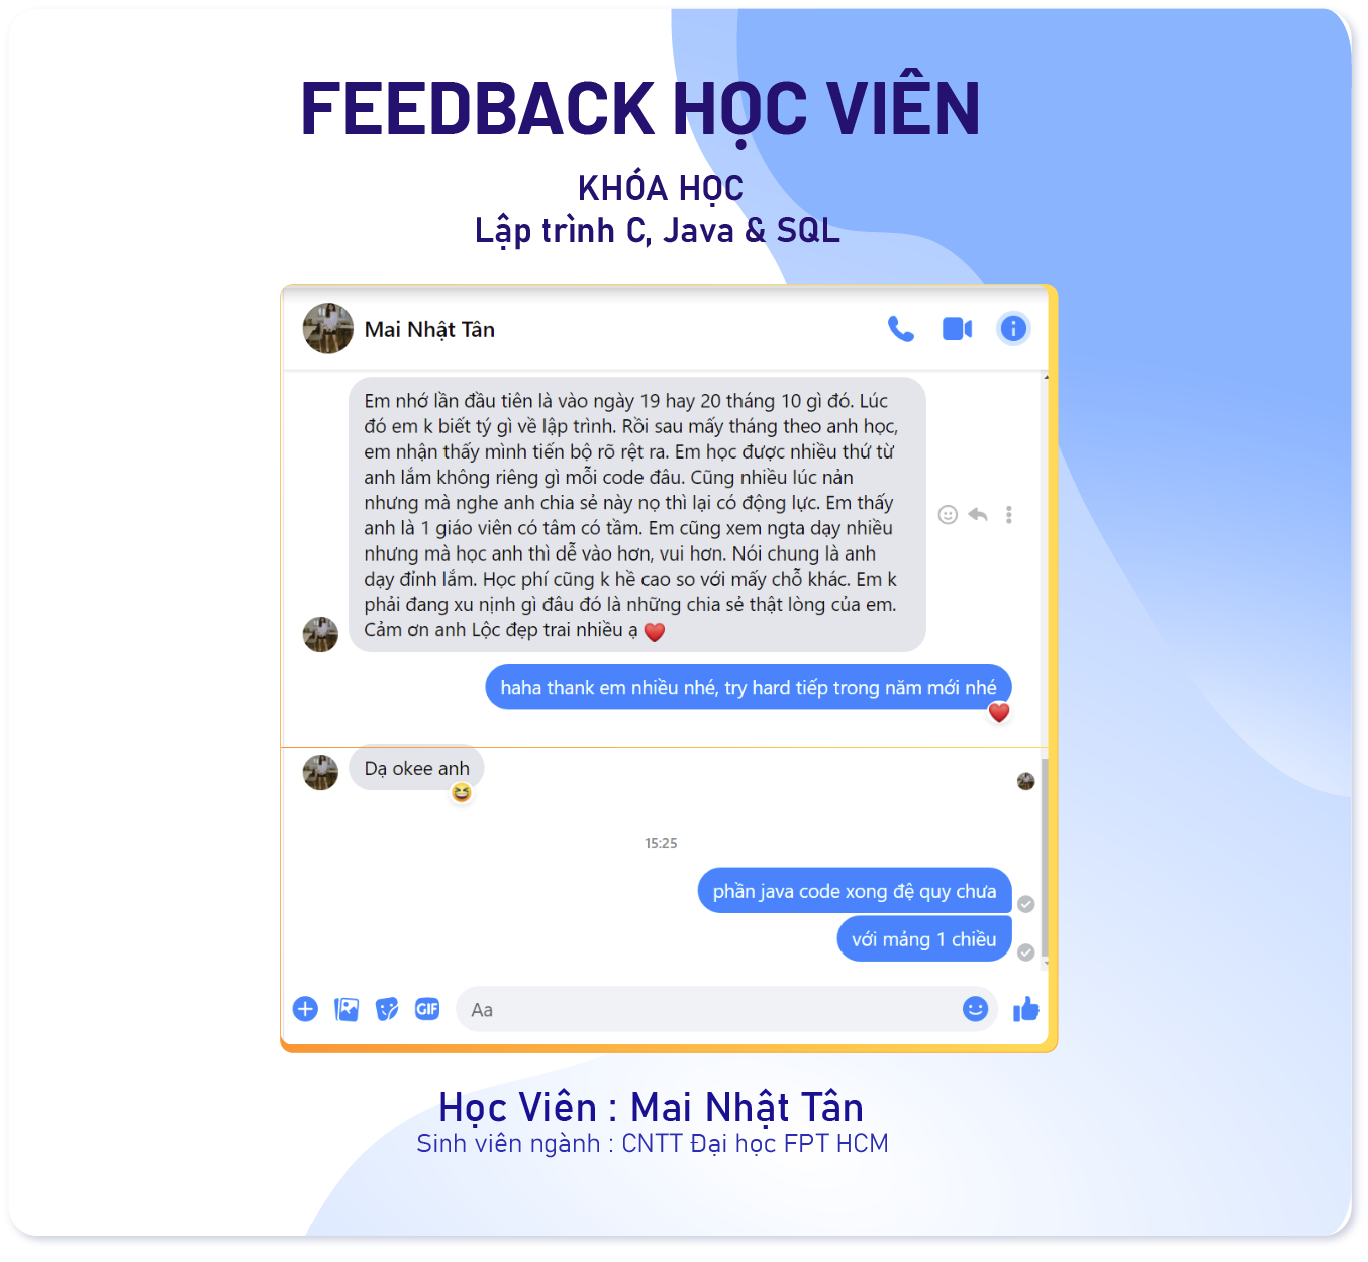 FEEDBACK HỌC VIÊN
KHÓA HỌC
Lập trình C, Java & SQL
Mai Nhật Tân
Em nhớ lần đầu tiên là vào ngày 19 hay 20 tháng 10 gì đó. Lúc
đó em k biết tý gì về lập trình. Rồi sau mấy tháng theo anh học,
em nhận thấy mình tiến bộ rõ rệt ra. Em học được nhiều thứ từ
anh lắm không riêng gì mỗi code đâu. Cũng nhiều lúc nản
nhưng mà nghe anh chia sẻ này nọ thì lại có động lực. Em thấy
anh là 1 giáo viên có tâm có tầm. Em cũng xem ngta dạy nhiều
nhưng mà học anh thì dễ vào hơn, vui hơn. Nói chung là anh
dạy đỉnh lắm. Học phí cũng k hề cao so với mấy chỗ khác. Em k
phải đang xu nịnh gì đâu đó là những chia sẻ thật lòng của em.
Cảm ơn anh Lộc đẹp trai nhiều ạ ❤️
haha thank em nhiều nhé, try hard tiếp trong năm mới nhé
Dạ okee anh
15:25
phần java code xong đệ quy chưa
với mảng 1 chiều
GIF
Aa
Học Viên : Mai Nhật Tân
Sinh viên ngành : CNTT Đại học FPT HCM